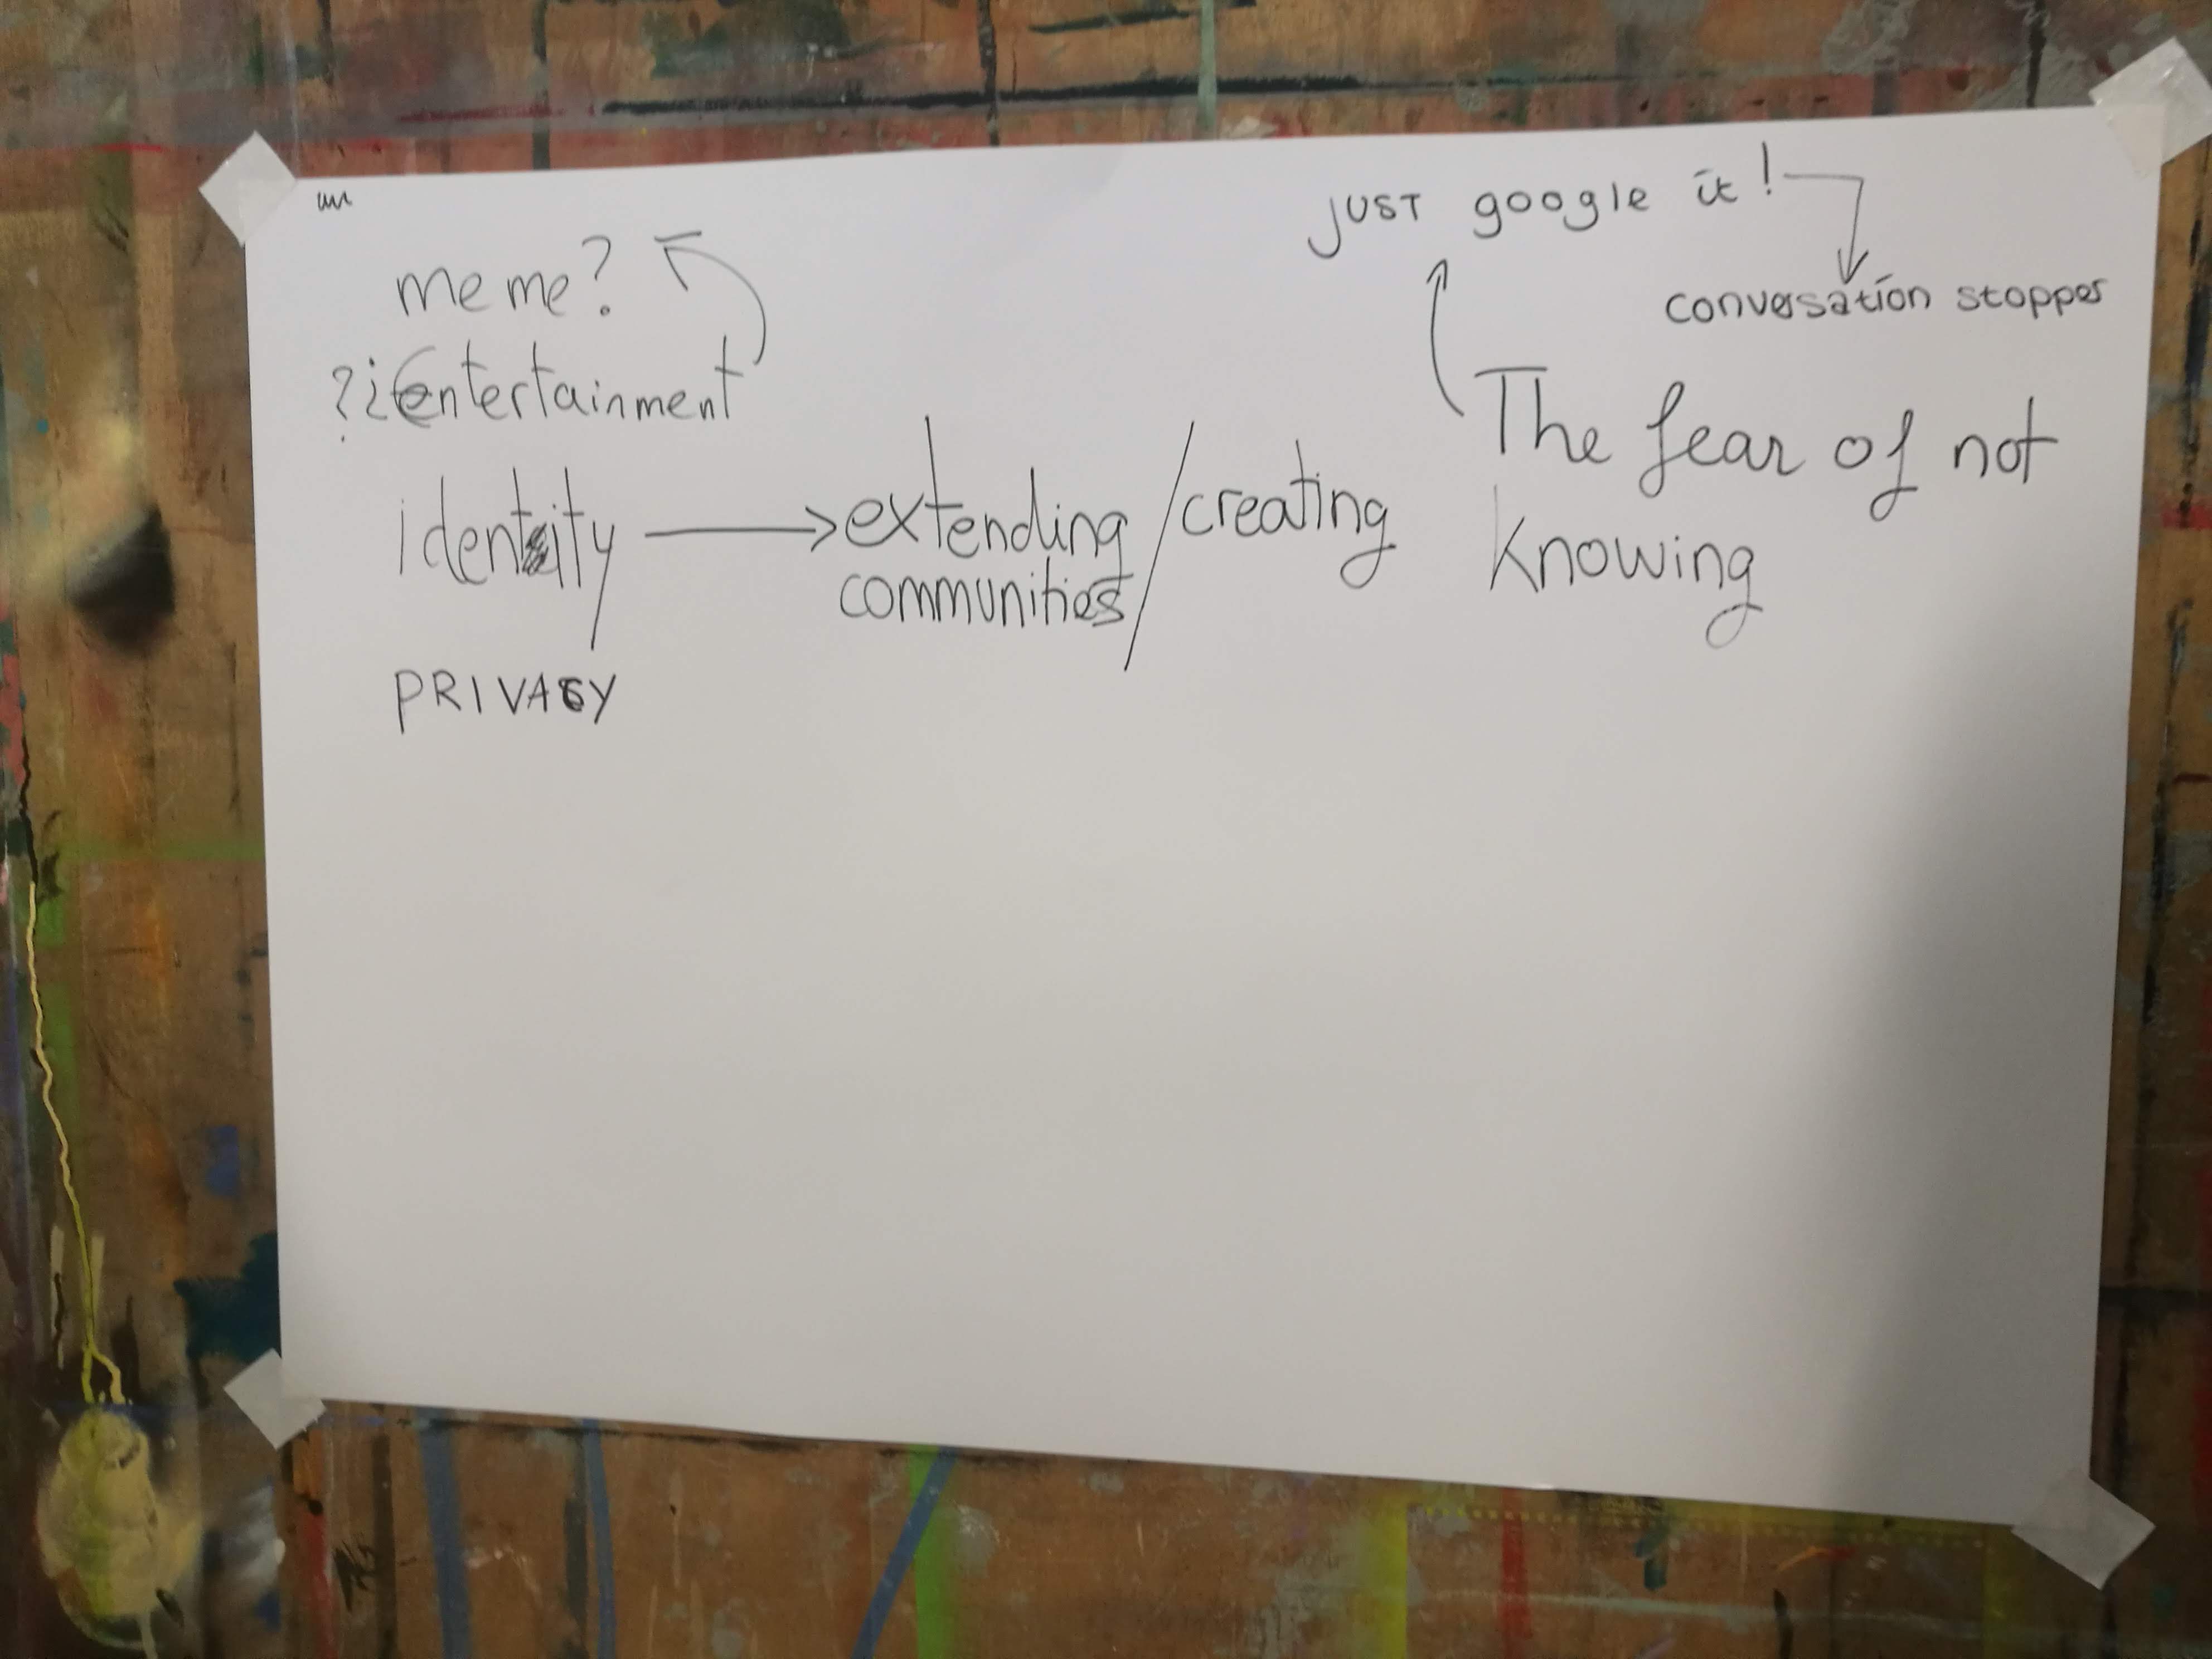 meme?
?¿entertainment
identity → extending / creating
communities
PRIVACY
JUST google it!
conversation stopper
The fear of not
knowing